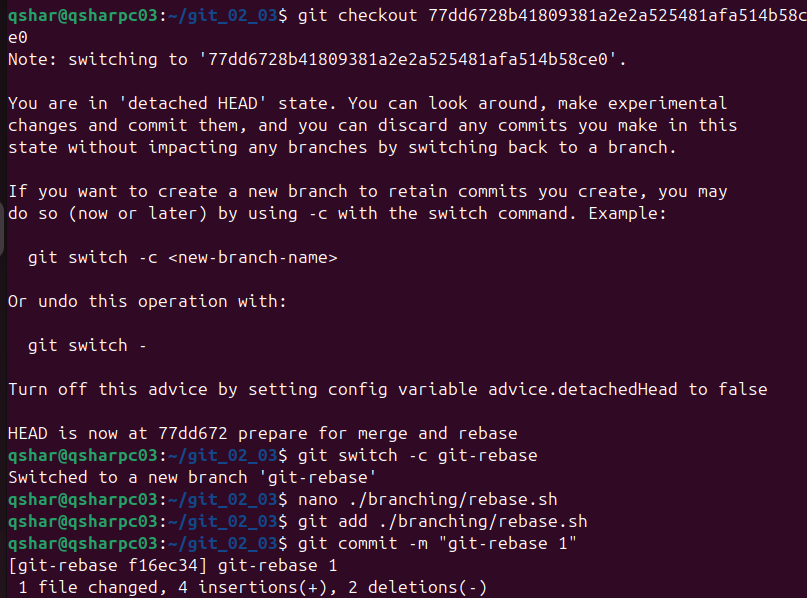 qshar@qsharpc03:~/git_02_03$ git checkout 77dd6728b41809381a2e2a525481afa514b58c
e0
Note: switching to '77dd6728b41809381a2e2a525481afa514b58ce0'.
You are in 'detached HEAD' state. You can look around, make experimental
changes and commit them, and you can discard any commits you make in this
state without impacting any branches by switching back to a branch.
If you want to create a new branch to retain commits you create, you may
do so (now or later) by using -c with the switch command. Example:
git switch -c <new-branch-name>
Or undo this operation with:
git switch -
Turn off this advice by setting config variable advice.detachedHead to false
HEAD is now at 77dd672 prepare for merge and rebase
qshar@qsharpc03:~/git_02_03$ git switch -c git-rebase
Switched to a new branch 'git-rebase'
qshar@qsharpc03:~/git_02_03$ nano ./branching/rebase.sh
qshar@qsharpc03:~/git_02_03$ git add ./branching/rebase.sh
qshar@qsharpc03:~/git_02_03$ git commit -m "git-rebase 1"
[git-rebase f16ec34] git-rebase 1
1 file changed, 4 insertions(+), 2 deletions(-)